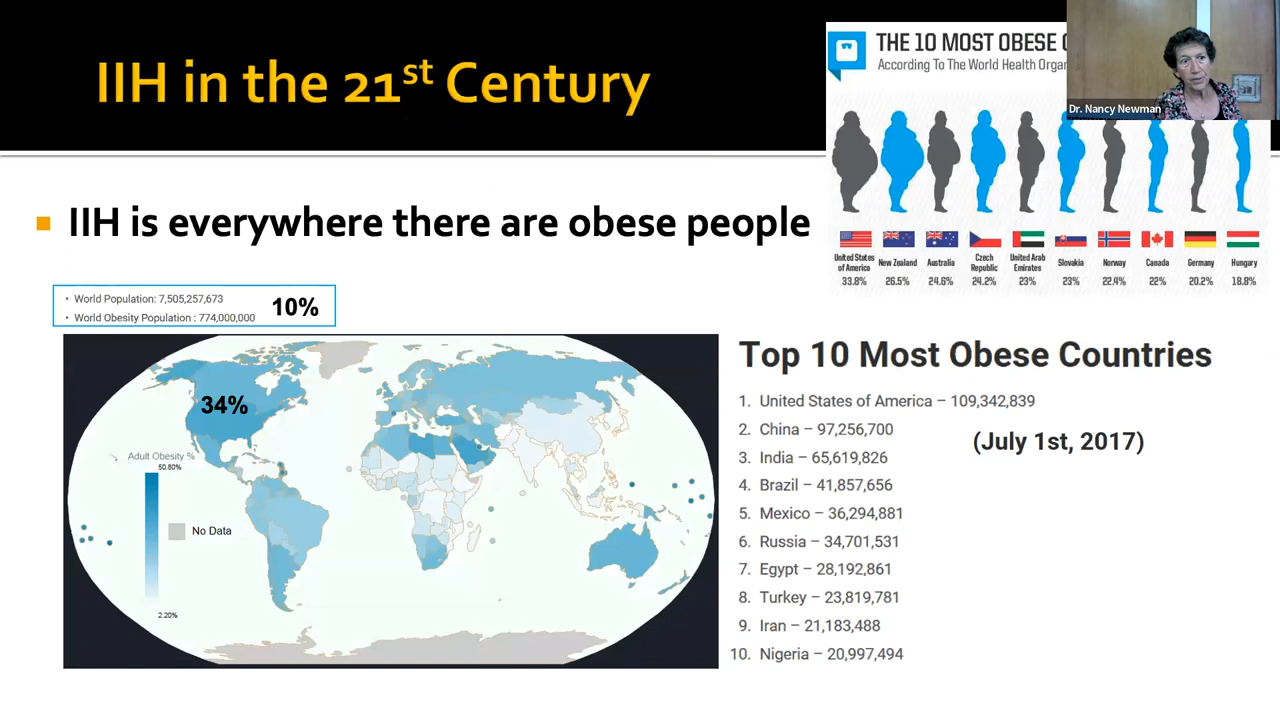 IIH in the 21st Century
THE 10 MOST OBESE
According To The World Health
Dr. Nancy Newman
IIH is everywhere there are obese people
United States of America
33.8%
New Zealand
26.5%
Australia
24.6%
Czech Republic
24.2%
United Arab Emirates
23%
Slovakia
23%
Norway
22.4%
Canada
22%
Germany
20.2%
Hungary
18.8%
• World Population: 7,505,257,673
• World Obesity Population : 774,000,000
10%
34%
Adult Obesity %
50.80%
No Data
2.20%
Top 10 Most Obese Countries
(July 1st, 2017)
1. United States of America – 109,342,839
2. China – 97,256,700
3. India – 65,619,826
4. Brazil – 41,857,656
5. Mexico – 36,294,881
6. Russia – 34,701,531
7. Egypt – 28,192,861
8. Turkey – 23,819,781
9. Iran – 21,183,488
10. Nigeria – 20,997,494